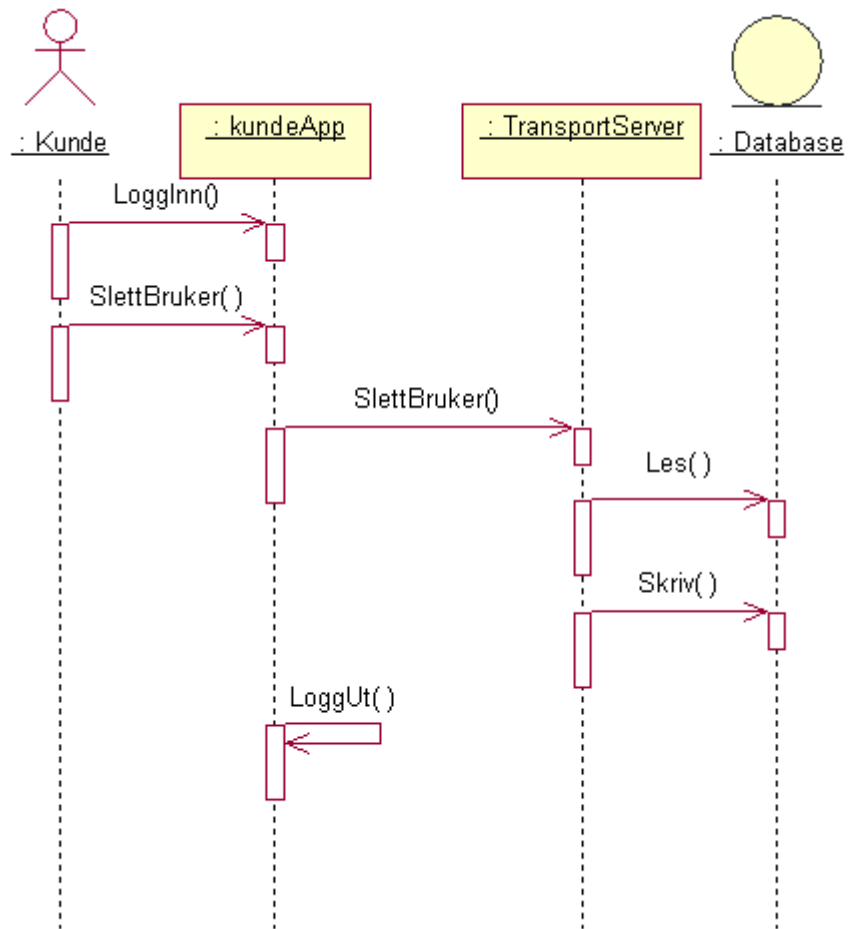 : Kunde
: kundeApp
: TransportServer
: Database
LoggInn()
SlettBruker( )
SlettBruker()
Les( )
Skriv( )
LoggUt( )